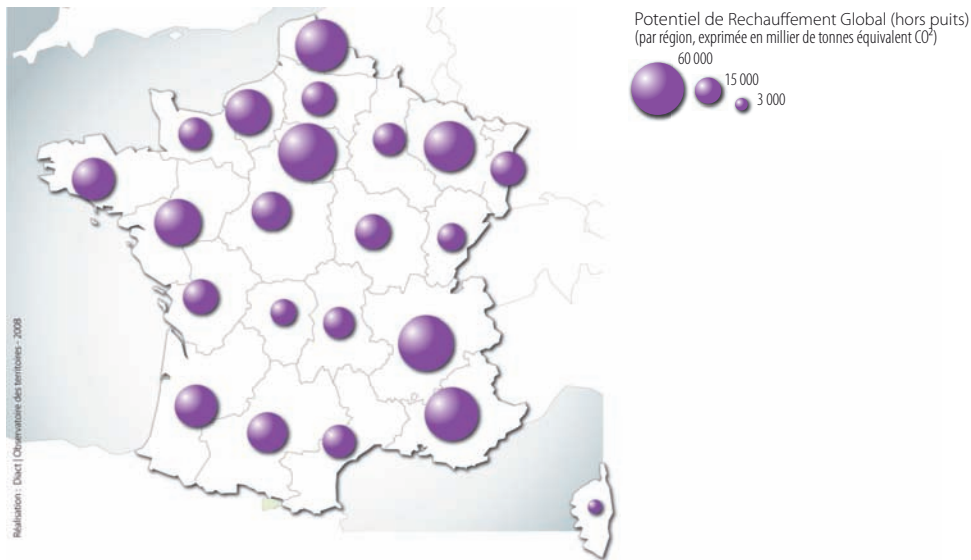 Potentiel de Rechauffement Global (hors puits)
(par région, exprimée en millier de tonnes équivalent CO²)
60 000
15 000
3 000
Réalisation : Diact | Observatoire des territoires - 2008